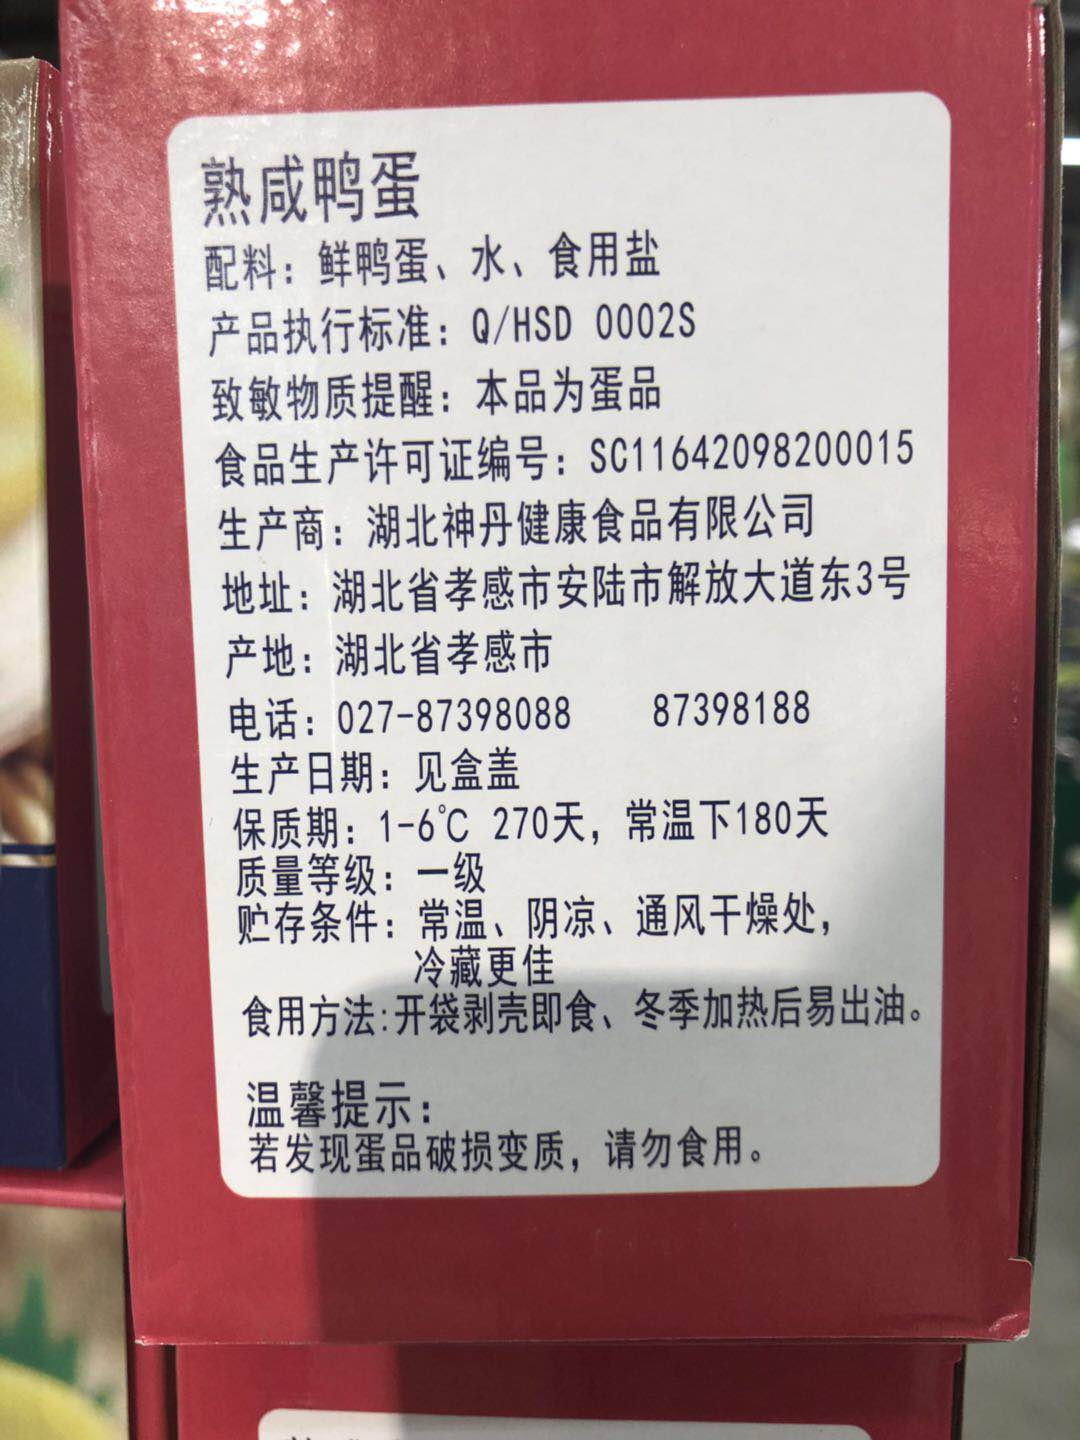 熟咸鸭蛋
配料：鲜鸭蛋、水、食用盐
产品执行标准：Q/HSD 0002S
致敏物质提醒：本品为蛋品
食品生产许可证编号：SC11642098200015
生产商：湖北神丹健康食品有限公司
地址：湖北省孝感市安陆市解放大道东3号
产地：湖北省孝感市
电话：027-87398088 87398188
生产日期：见盒盖
保质期：1-6℃ 270天，常温下180天
质量等级：一级
贮存条件：常温、阴凉、通风干燥处，
冷藏更佳
食用方法:开袋剥壳即食、冬季加热后易出油。
温馨提示：
若发现蛋品破损变质，请勿食用。